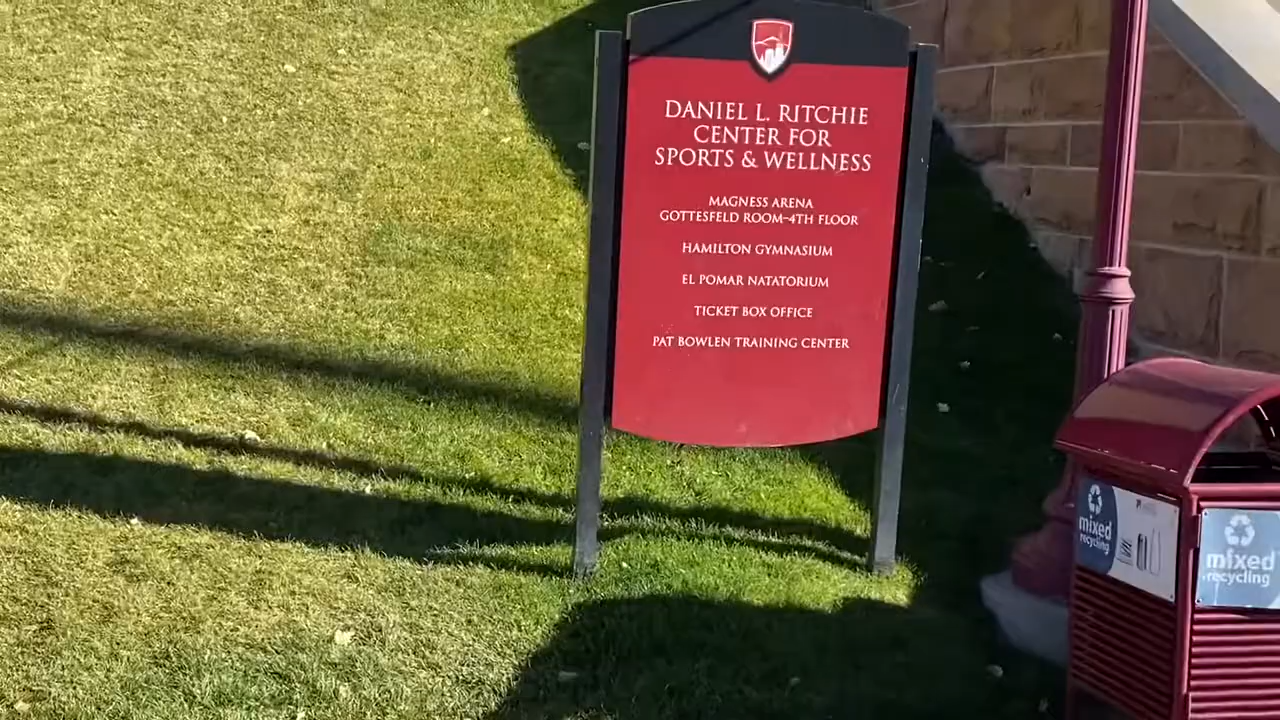 DANIEL L. RITCHIE
CENTER FOR
SPORTS & WELLNESS
MAGNESS ARENA
GOTTESFELD ROOM-4TH FLOOR
HAMILTON GYMNASIUM
EL POMAR NATATORIUM
TICKET BOX OFFICE
PAT BOWLEN TRAINING CENTER
mixed
recycling
mixed
recycling